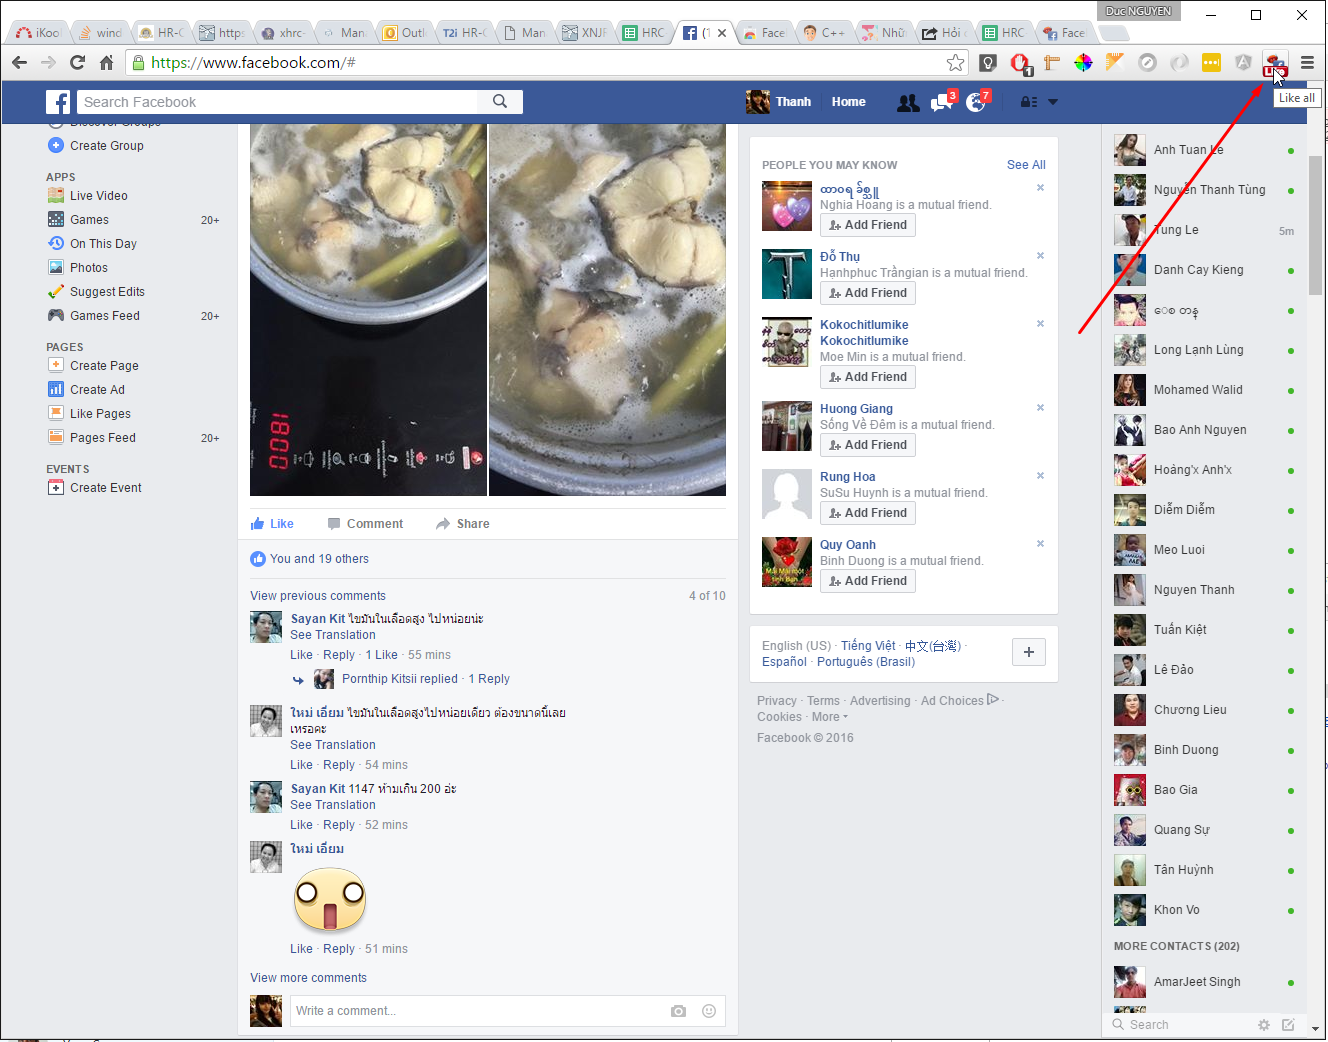 Duc NGUYEN
iKool
wind
HR-C
https
xhrc-
Man
Outl
T2i HR-C
Man
XNJF
HRC
(1
Face
C++
Nhữn
Hỏi
HRC
Face
https://www.facebook.com/#
1
Like all
Search Facebook
Thanh
Home
3
7
Discover Groups
Create Group
APPS
Live Video
Games 20+
On This Day
Photos
Suggest Edits
Games Feed 20+
PAGES
Create Page
Create Ad
Like Pages
Pages Feed 20+
EVENTS
Create Event
1800
Like
Comment
Share
You and 19 others
View previous comments 4 of 10
Sayan Kit ไขมันในเลือดสูง ไปหน่อยน่ะ
See Translation
Like · Reply · 1 Like · 55 mins
Pornthip Kitsii replied · 1 Reply
ใหม่ เอี่ยม ไขมันในเลือดสูงไปหน่อยเดียว ต้องขนาดนี้เลย
เหรอคะ
See Translation
Like · Reply · 54 mins
Sayan Kit 1147 ห้ามเกิน 200 อ่ะ
See Translation
Like · Reply · 52 mins
ใหม่ เอี่ยม
Like · Reply · 51 mins
View more comments
Write a comment...
PEOPLE YOU MAY KNOW See All
Nghia Hoang is a mutual friend.
Add Friend
Đỗ Thụ
Hạnhphuc Trầngian is a mutual friend.
Add Friend
Kokochitlumike
Kokochitlumike
Moe Min is a mutual friend.
Add Friend
Huong Giang
Sống Về Đêm is a mutual friend.
Add Friend
Rung Hoa
SuSu Huynh is a mutual friend.
Add Friend
Quy Oanh
Binh Duong is a mutual friend.
Add Friend
English (US) · Tiếng Việt · 中文(台灣) ·
Español · Português (Brasil)
Privacy · Terms · Advertising · Ad Choices ·
Cookies · More
Facebook © 2016
Anh Tuan Le
Nguyễn Thanh Tùng
Tung Le 5m
Danh Cay Kieng
ေစ တန္
Long Lạnh Lùng
Mohamed Walid
Bao Anh Nguyen
Hoảng'x Anh'x
Diễm Diễm
Meo Luoi
Nguyen Thanh
Tuấn Kiệt
Lê Đảo
Chương Lieu
Binh Duong
Bao Gia
Quang Sự
Tân Huỳnh
Khon Vo
MORE CONTACTS (202)
AmarJeet Singh
Search